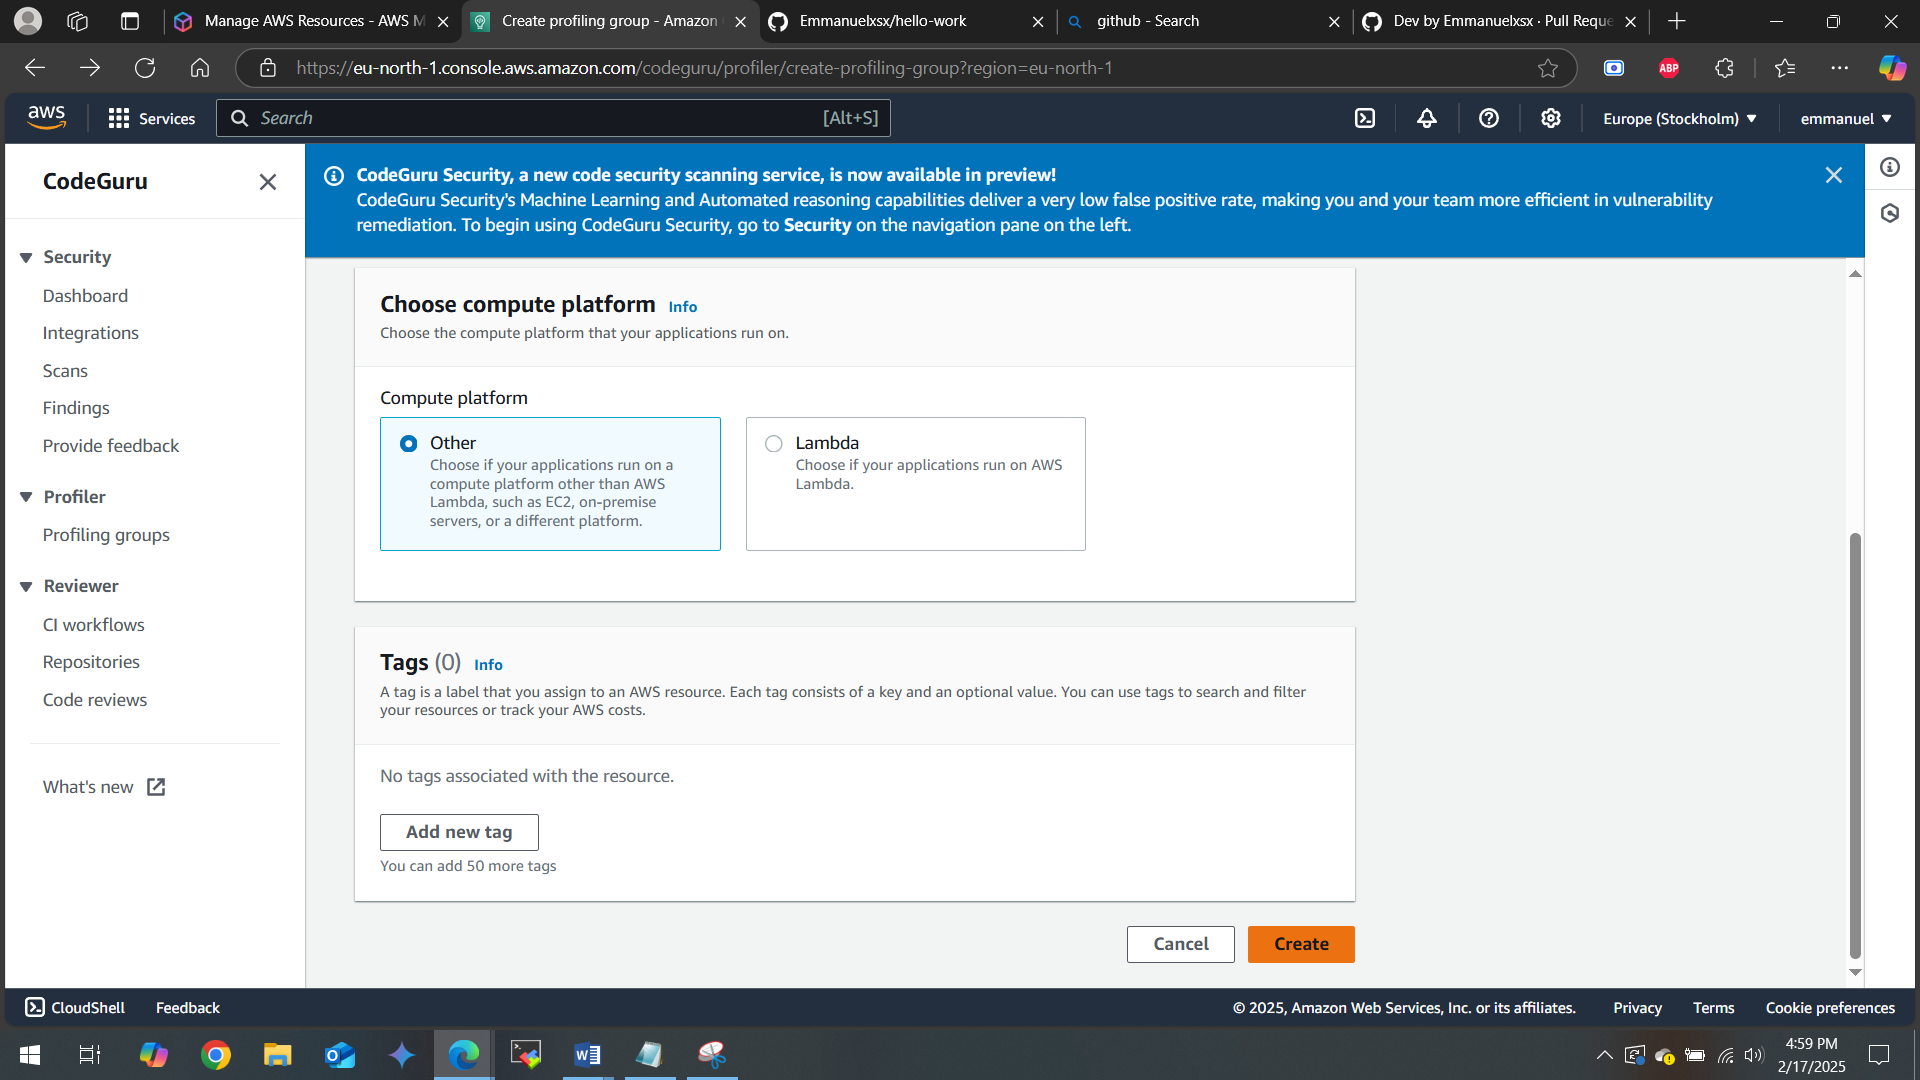 Manage AWS Resources - AWS M
Create profiling group - Amazon
Emmanuelxsx/hello-work
github - Search
Dev by Emmanuelxsx · Pull Reque
https://eu-north-1.console.aws.amazon.com/codeguru/profiler/create-profiling-group?region=eu-north-1
ABP
aws
Services
Search
[Alt+S]
Europe (Stockholm)
emmanuel
CodeGuru
Security
Dashboard
Integrations
Scans
Findings
Provide feedback
Profiler
Profiling groups
Reviewer
CI workflows
Repositories
Code reviews
What's new
CodeGuru Security, a new code security scanning service, is now available in preview!
CodeGuru Security's Machine Learning and Automated reasoning capabilities deliver a very low false positive rate, making you and your team more efficient in vulnerability
remediation. To begin using CodeGuru Security, go to Security on the navigation pane on the left.
Choose compute platform Info
Choose the compute platform that your applications run on.
Compute platform
Other
Choose if your applications run on a
compute platform other than AWS
Lambda, such as EC2, on-premise
servers, or a different platform.
Lambda
Choose if your applications run on AWS
Lambda.
Tags (0) Info
A tag is a label that you assign to an AWS resource. Each tag consists of a key and an optional value. You can use tags to search and filter
your resources or track your AWS costs.
No tags associated with the resource.
Add new tag
You can add 50 more tags
Cancel
Create
CloudShell
Feedback
© 2025, Amazon Web Services, Inc. or its affiliates.
Privacy
Terms
Cookie preferences
4:59 PM
2/17/2025